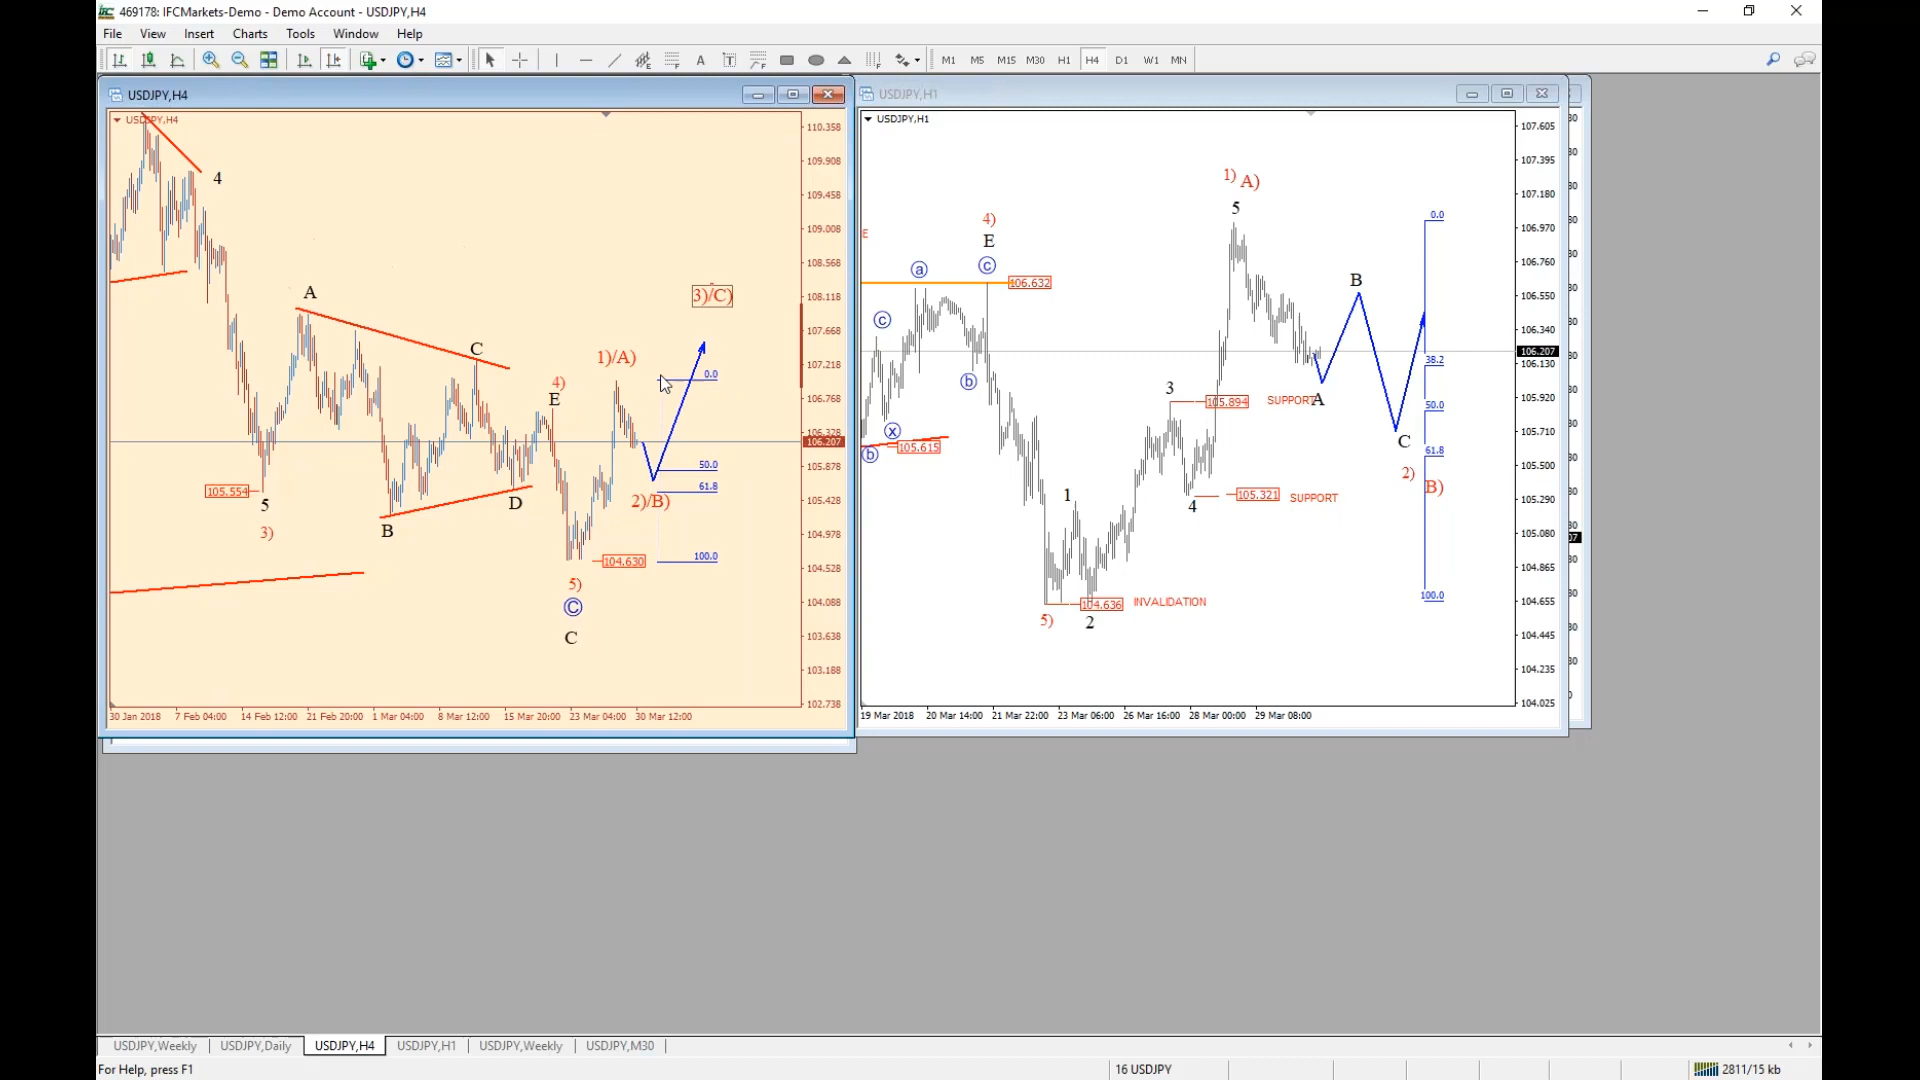 469178: IFCMarkets-Demo - Demo Account - USDJPY,H4
File View Insert Charts Tools Window Help
M1 M5 M15 M30 H1 H4 D1 W1 MN
USDJPY,H4
USDJPY,H4
4
A
C
4)
E
1)/A)
3)/C)
0.0
50.0
61.8
2)/B)
100.0
105.554
5
3)
B
D
104.630
5)
C
C
110.358
109.908
109.458
109.008
108.568
108.118
107.668
107.218
106.768
106.328
106.207
105.878
105.428
104.978
104.528
104.088
103.638
103.188
102.738
30 Jan 2018 7 Feb 04:00 14 Feb 12:00 21 Feb 20:00 1 Mar 04:00 8 Mar 12:00 15 Mar 20:00 23 Mar 04:00 30 Mar 12:00
USDJPY,H1
USDJPY,H1
E
4)
E
a
c
106.632
c
b
x
b
105.615
1) A)
5
3
105.894 SUPPORT
A
B
C
2) B)
1
4
105.321 SUPPORT
104.636 INVALIDATION
5)
2
0.0
38.2
50.0
61.8
100.0
107.605
107.395
107.180
106.970
106.760
106.550
106.340
106.207
106.130
105.920
105.710
105.500
105.290
105.080
104.865
104.655
104.445
104.235
104.025
19 Mar 2018 20 Mar 14:00 21 Mar 22:00 23 Mar 06:00 26 Mar 16:00 28 Mar 00:00 29 Mar 08:00
USDJPY,Weekly USDJPY,Daily USDJPY,H4 USDJPY,H1 USDJPY,Weekly USDJPY,M30
For Help, press F1 16 USDJPY 2811/15 kb